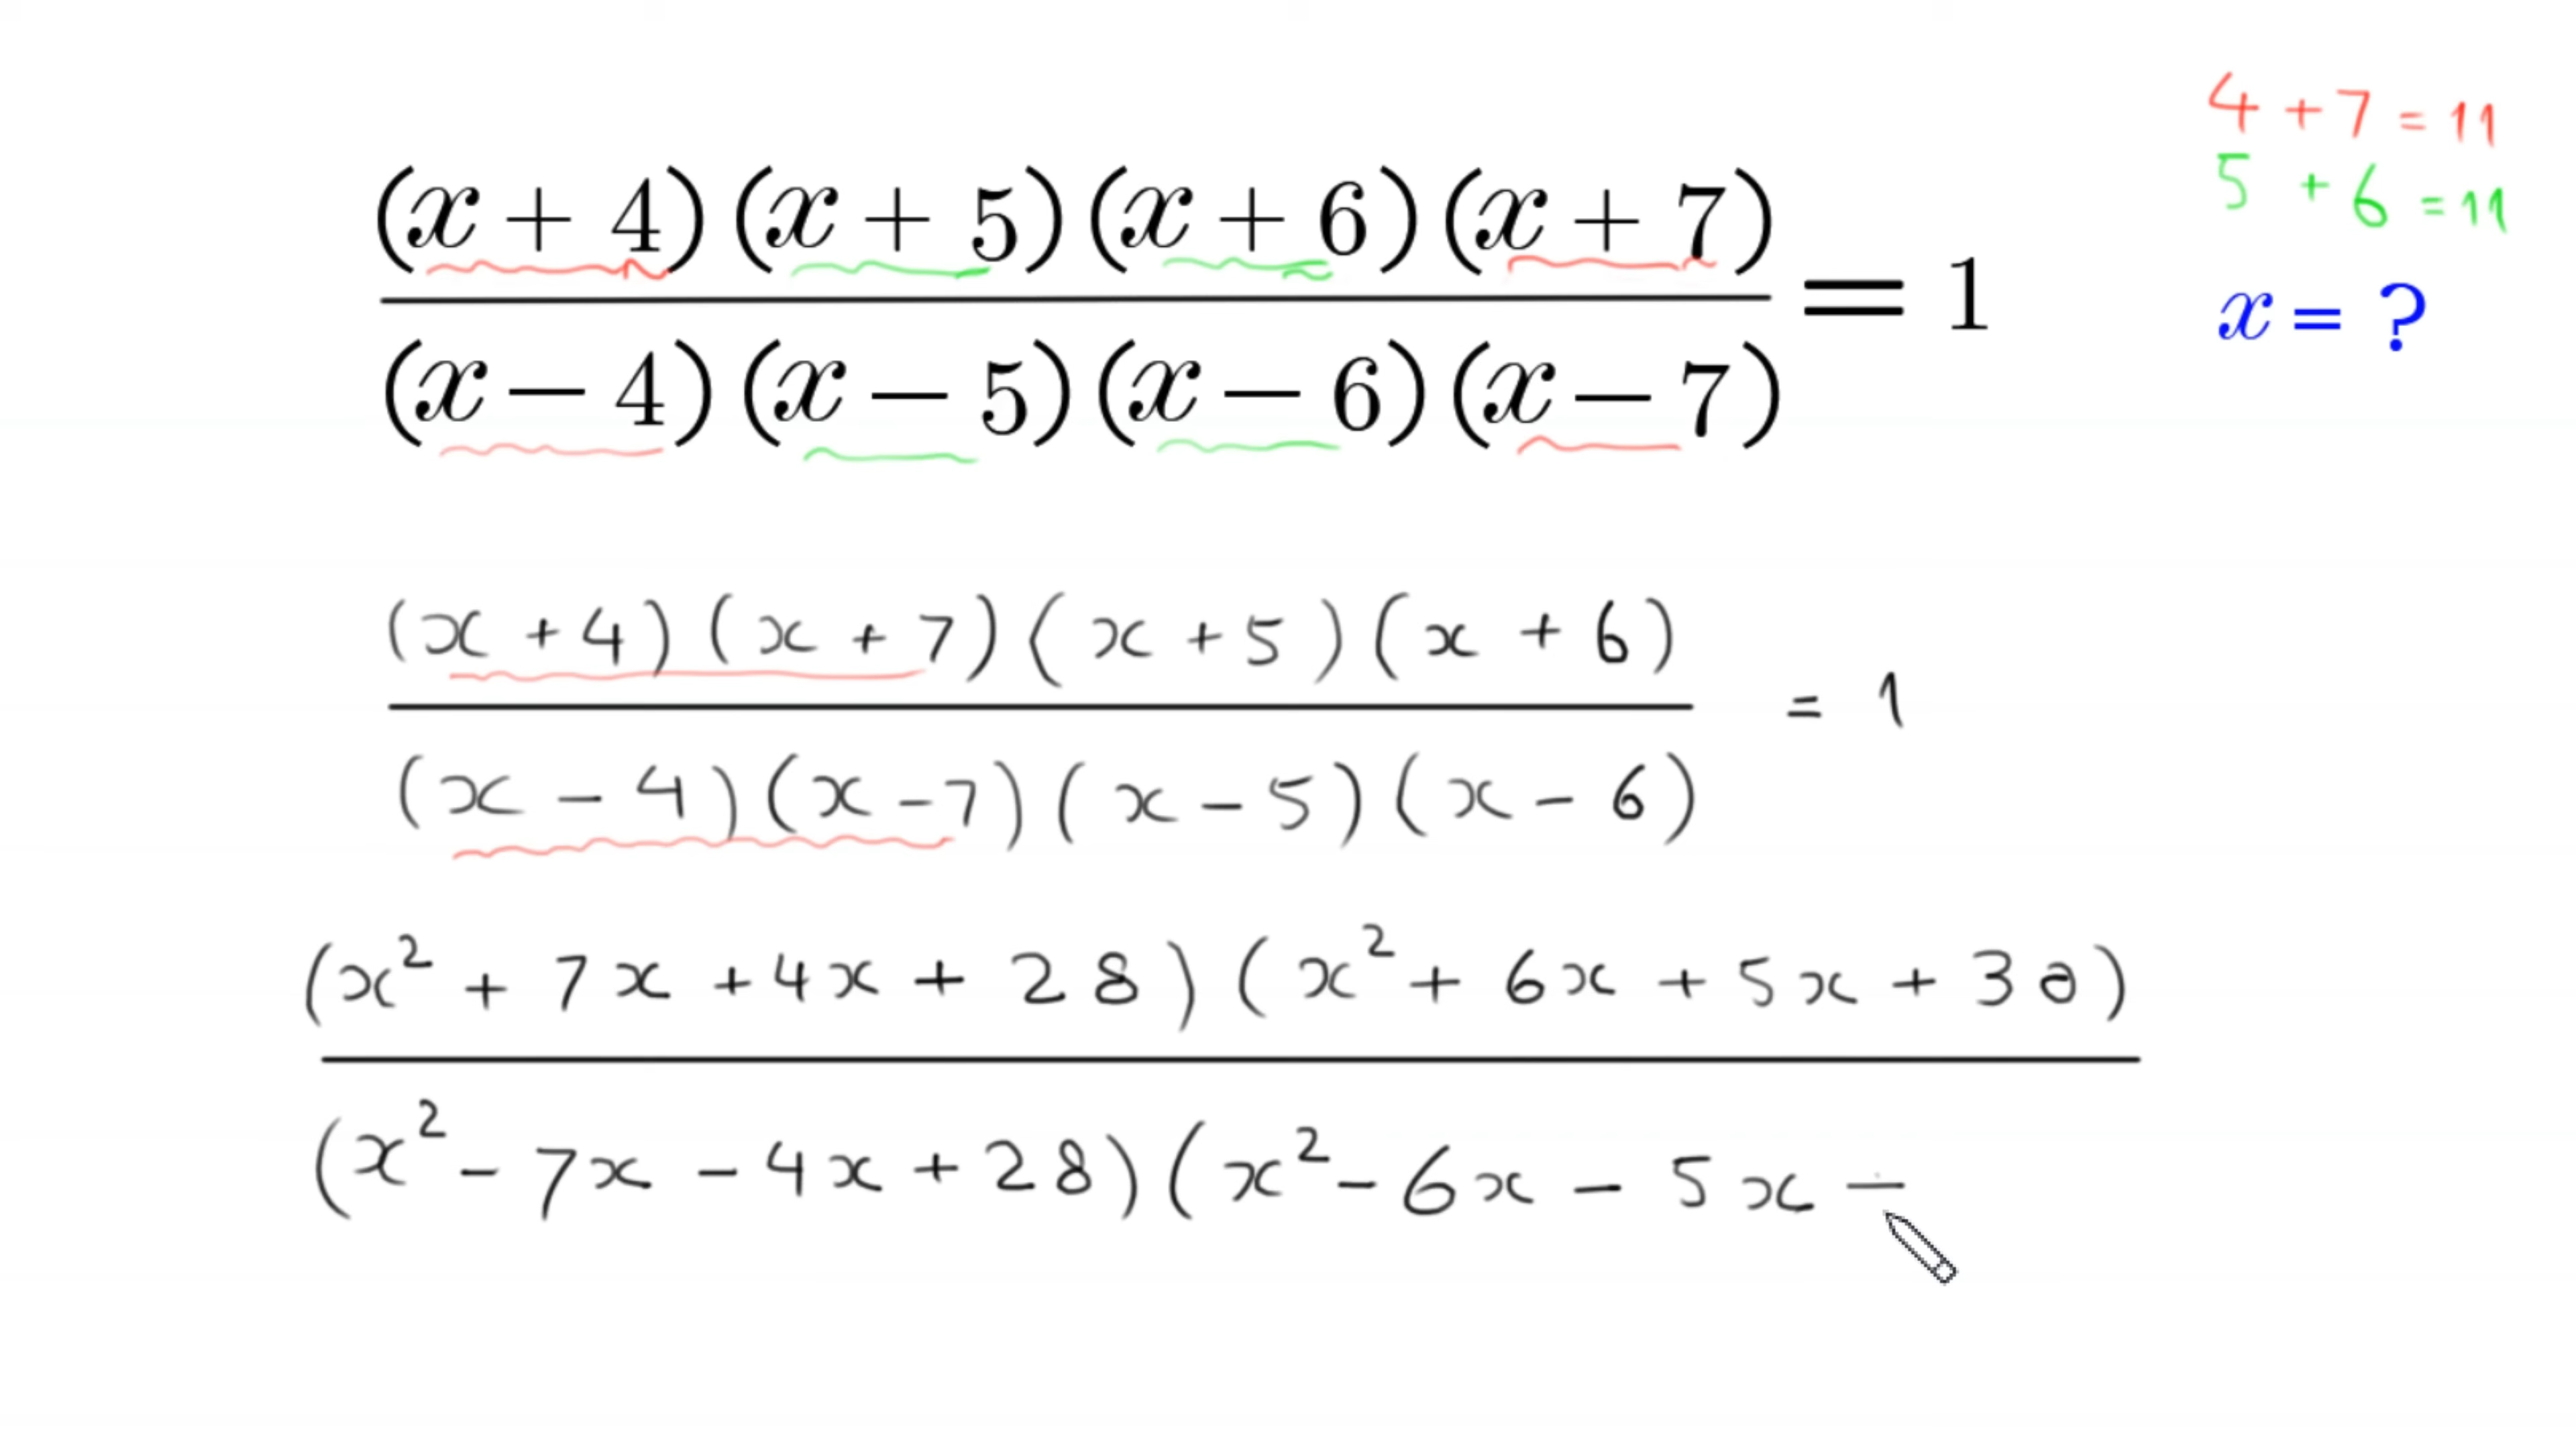 (x + 4)(x + 5)(x + 6)(x + 7)
(x − 4)(x − 5)(x − 6)(x − 7)
= 1
4 + 7 = 11
5 + 6 = 11
x = ?
(x + 4)(x + 7)(x + 5)(x + 6)
= 1
(x − 4)(x − 7)(x − 5)(x − 6)
(x² + 7x + 4x + 28)(x² + 6x + 5x + 30)
(x² − 7x − 4x + 28)(x² − 6x − 5x −